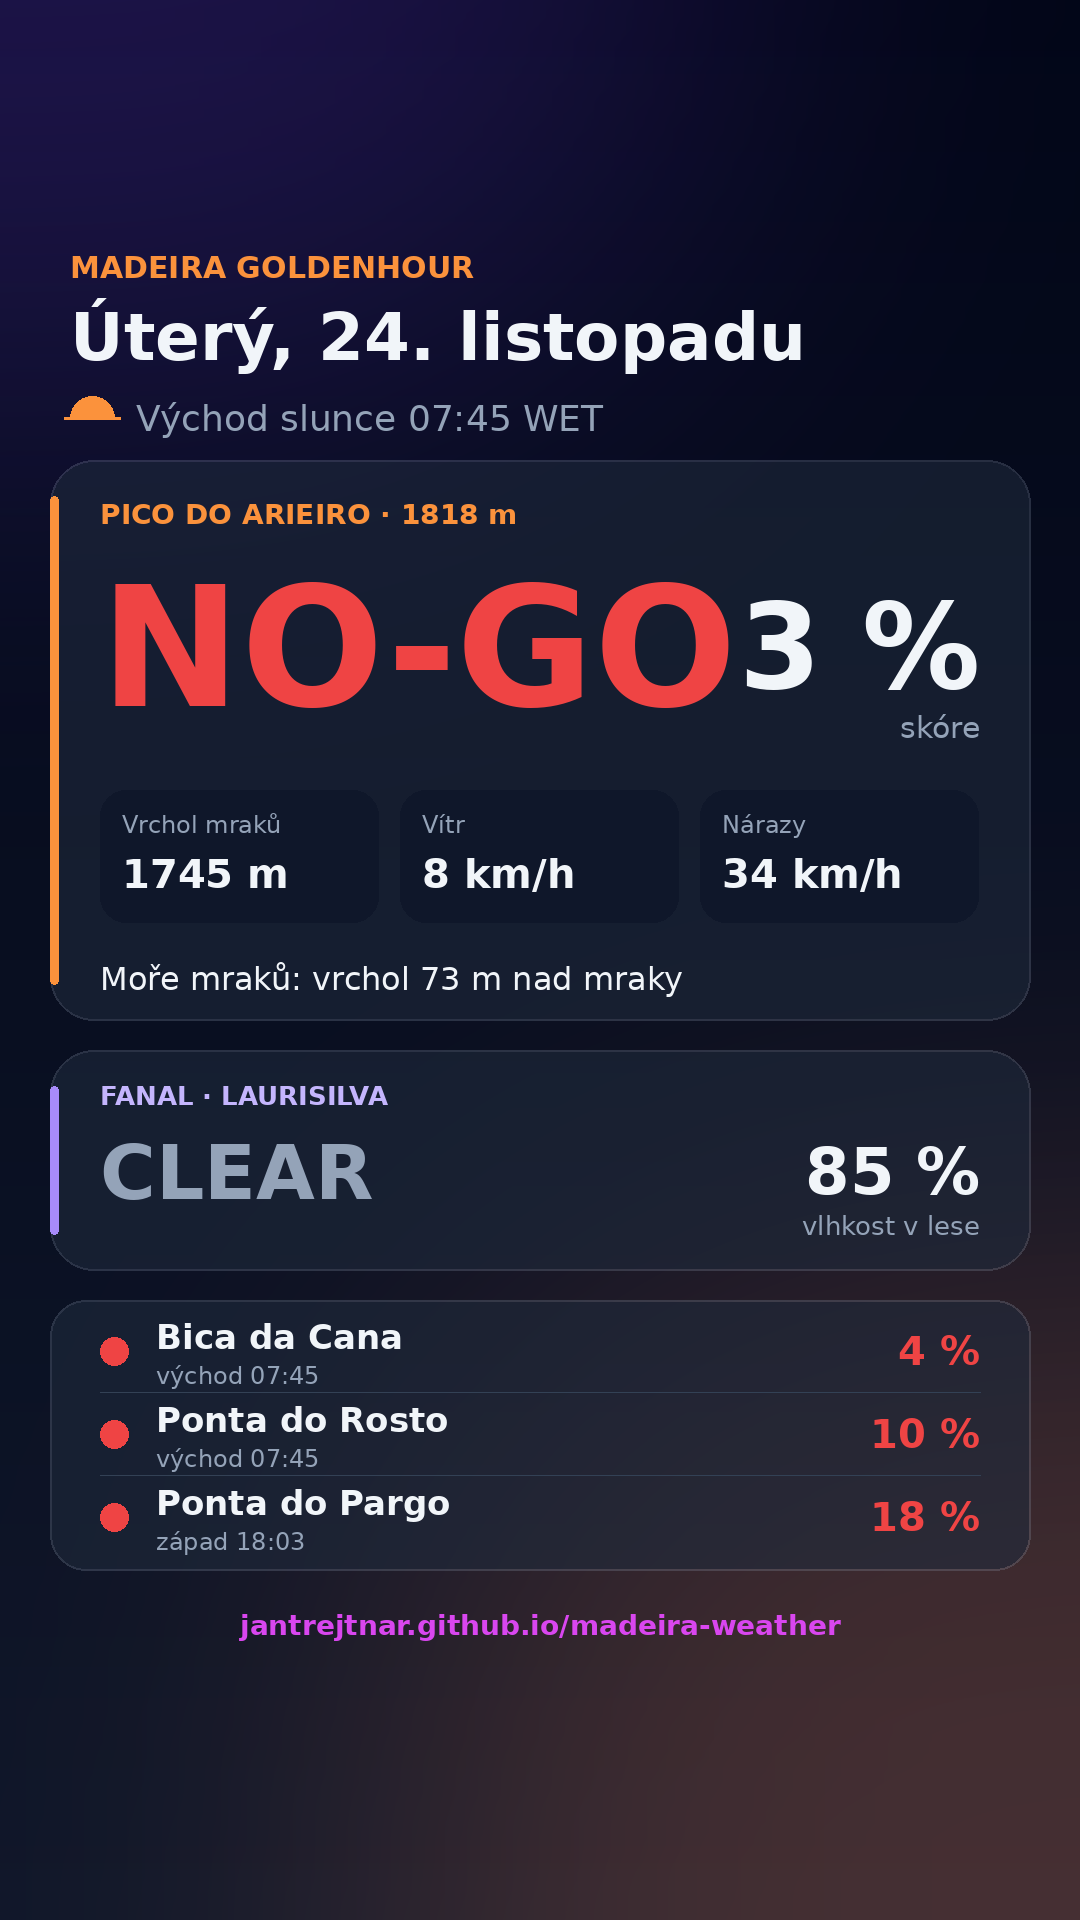 MADEIRA GOLDENHOUR
Úterý, 24. listopadu
Východ slunce 07:45 WET
PICO DO ARIEIRO · 1818 m
NO-GO 3 %
skóre
Vrchol mraků Vítr Nárazy
1745 m 8 km/h 34 km/h
Moře mraků: vrchol 73 m nad mraky
FANAL · LAURISILVA
CLEAR 85 %
vlhkost v lese
Bica da Cana 4 %
východ 07:45
Ponta do Rosto 10 %
východ 07:45
Ponta do Pargo 18 %
západ 18:03
jantrejtnar.github.io/madeira-weather